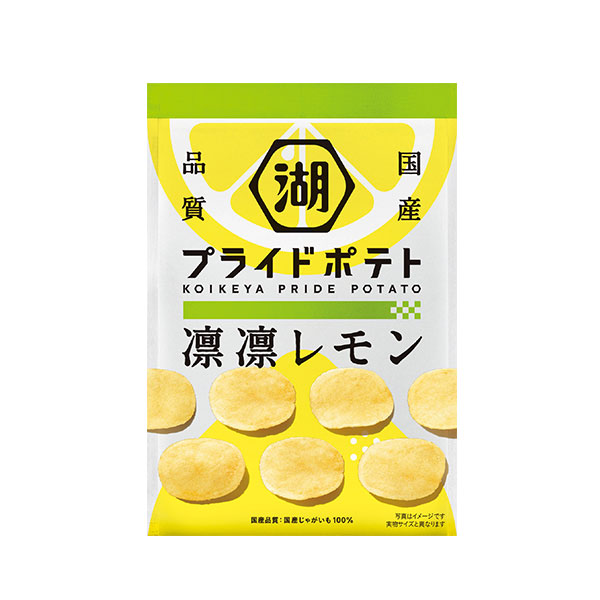 国産
品質
湖
プライドポテト
KOIKEYA PRIDE POTATO
凛凛レモン
国産品質：国産じゃがいも100%
写真はイメージです
実物サイズと異なります